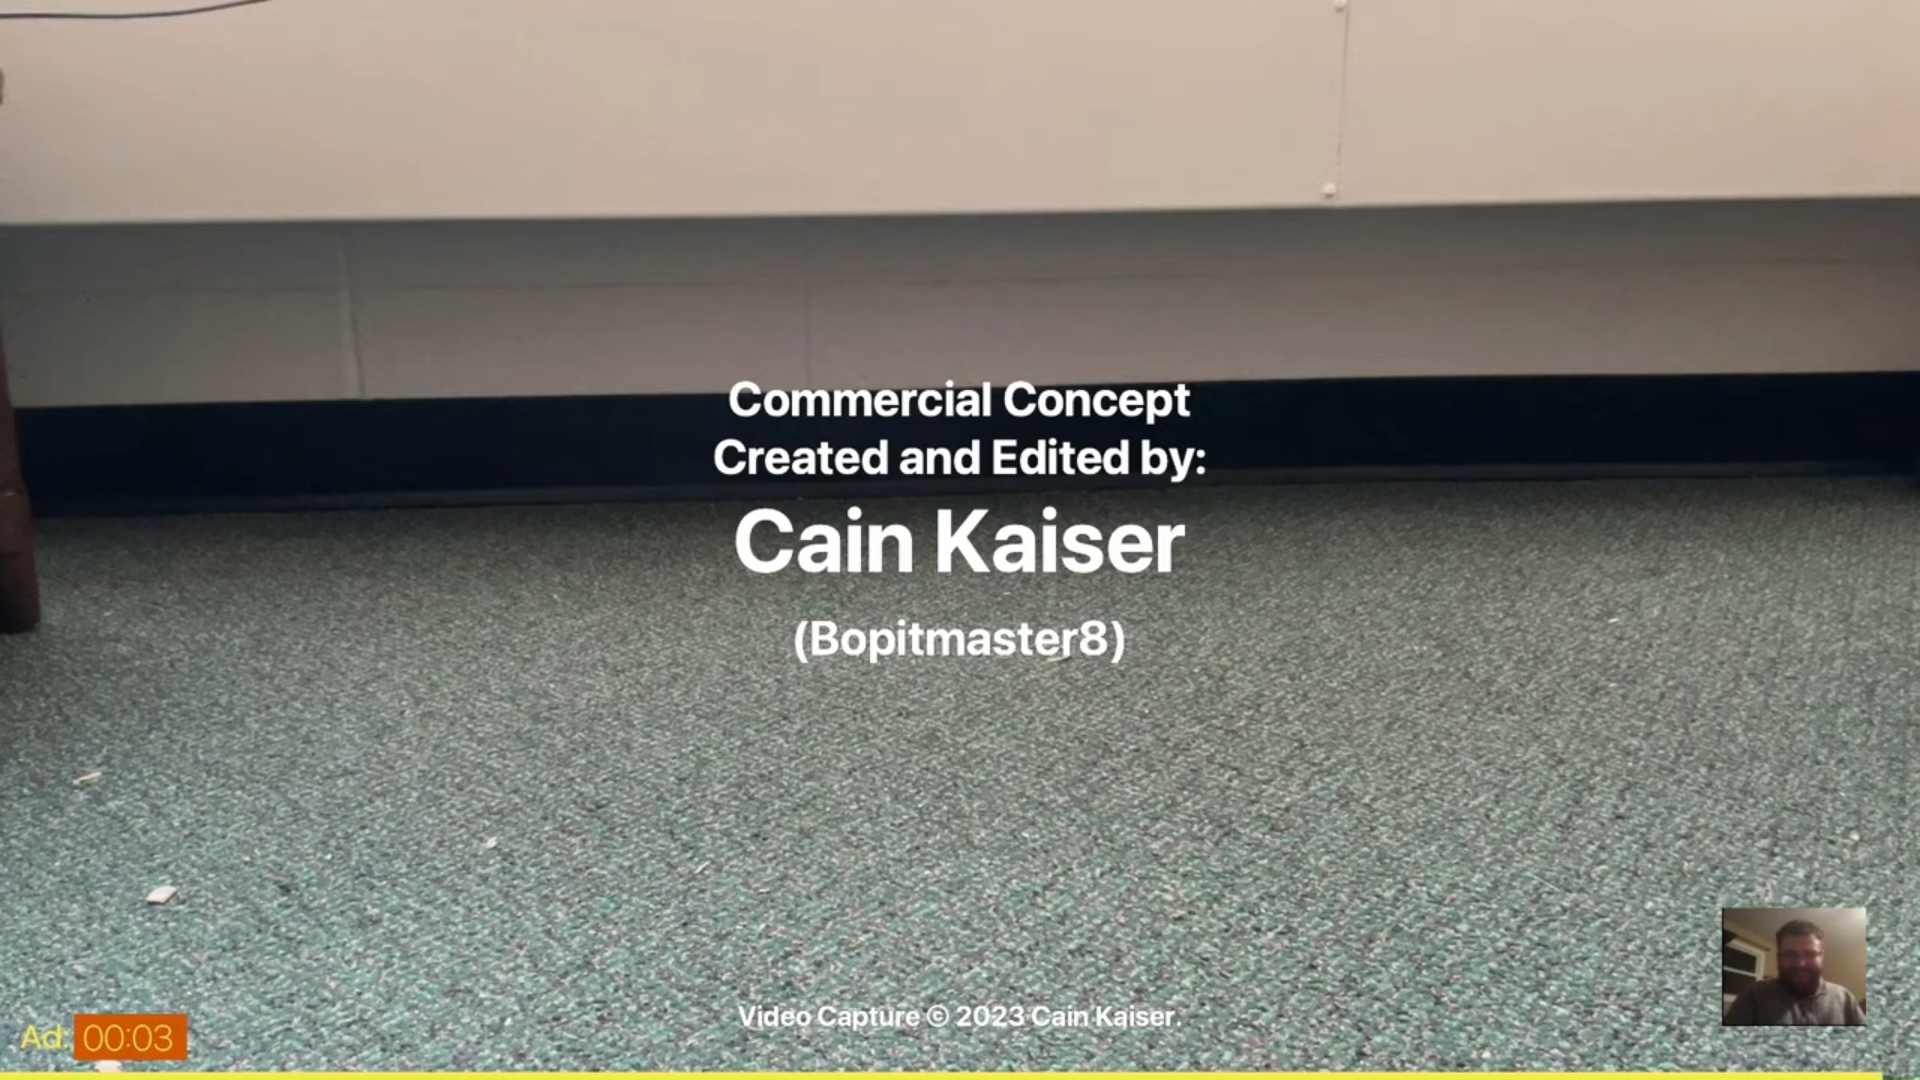 Commercial Concept
Created and Edited by:
Cain Kaiser
(Bopitmaster8)
Video Capture © 2023 Cain Kaiser.
Ad: 00:03